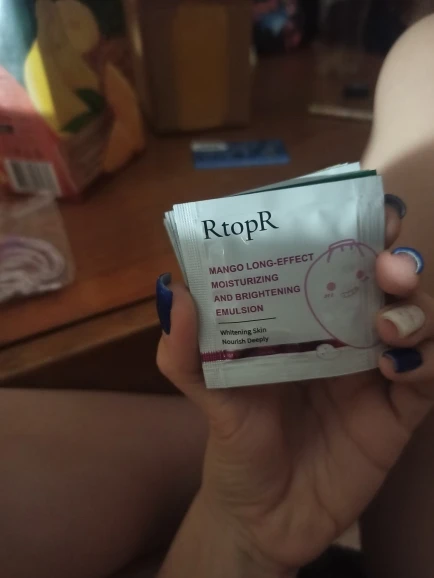 RtopR
MANGO LONG-EFFECT
MOISTURIZING
AND BRIGHTENING
EMULSION
Whitening Skin
Nourish Deeply